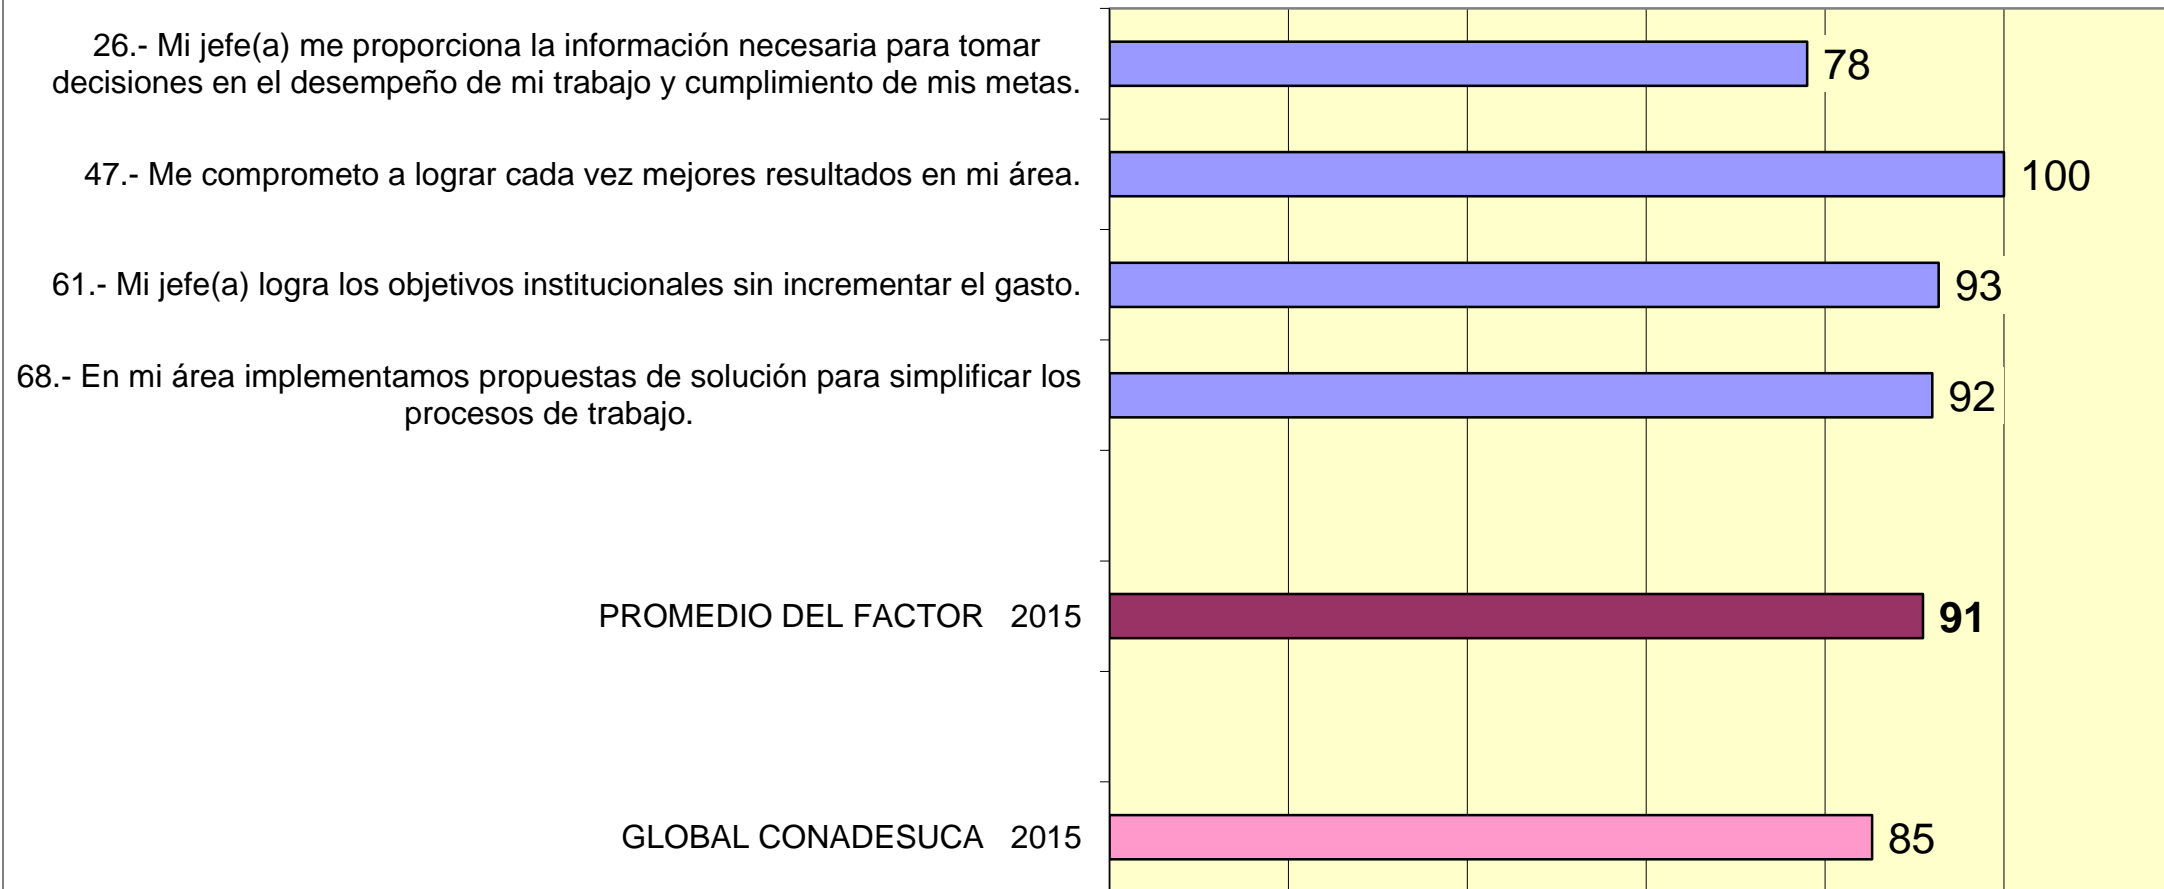 26.- Mi jefe(a) me proporciona la información necesaria para tomar
decisiones en el desempeño de mi trabajo y cumplimiento de mis metas.
78
47.- Me comprometo a lograr cada vez mejores resultados en mi área.
100
61.- Mi jefe(a) logra los objetivos institucionales sin incrementar el gasto.
93
68.- En mi área implementamos propuestas de solución para simplificar los
procesos de trabajo.
92
PROMEDIO DEL FACTOR 2015
91
GLOBAL CONADESUCA 2015
85